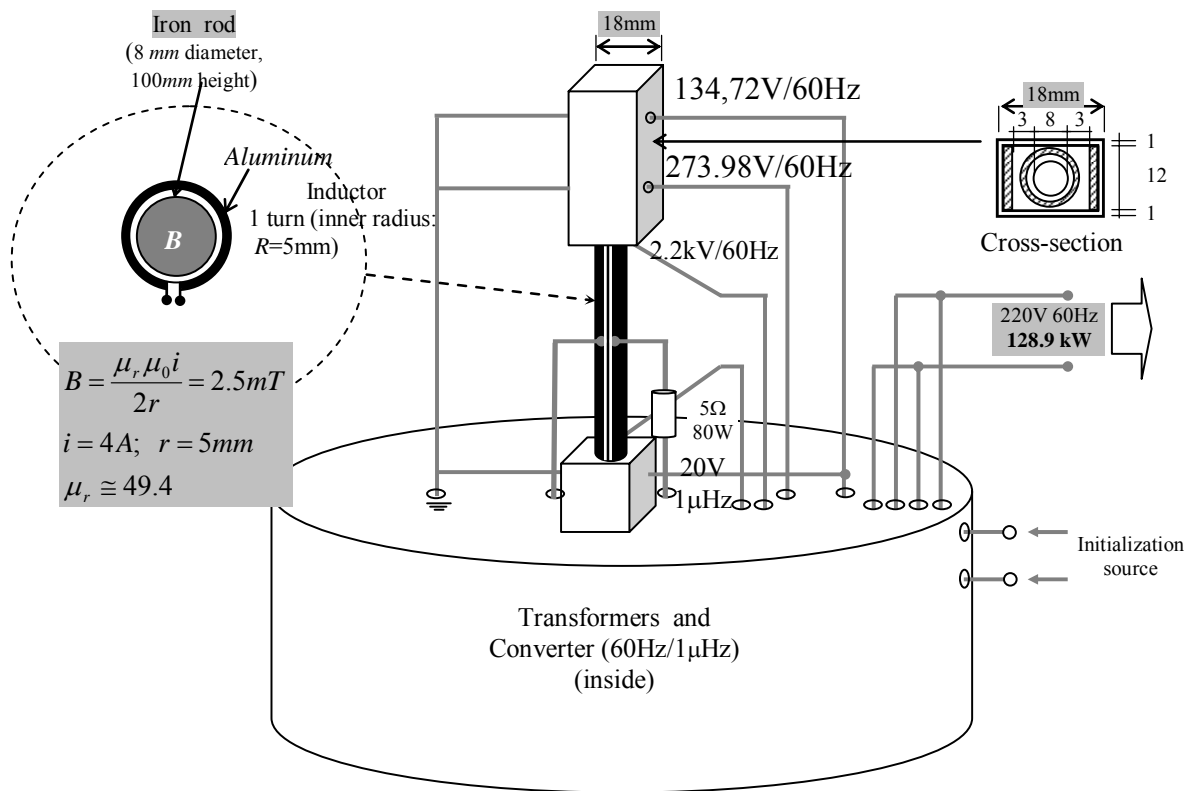 Iron rod
(8 mm diameter,
100mm height)
Aluminum
Inductor
1 turn (inner radius:
R=5mm)
B
B = μrμ0i / 2r = 2.5mT
i = 4A; r = 5mm
μr ≅ 49.4
18mm
134,72V/60Hz
273.98V/60Hz
2.2kV/60Hz
18mm
3 8 3
1
12
1
Cross-section
220V 60Hz
128.9 kW
5Ω
80W
20V
1μHz
Initialization
source
Transformers and
Converter (60Hz/1μHz)
(inside)